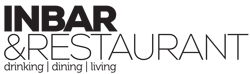 INBAR
&RESTAURANT
drinking | dining | living